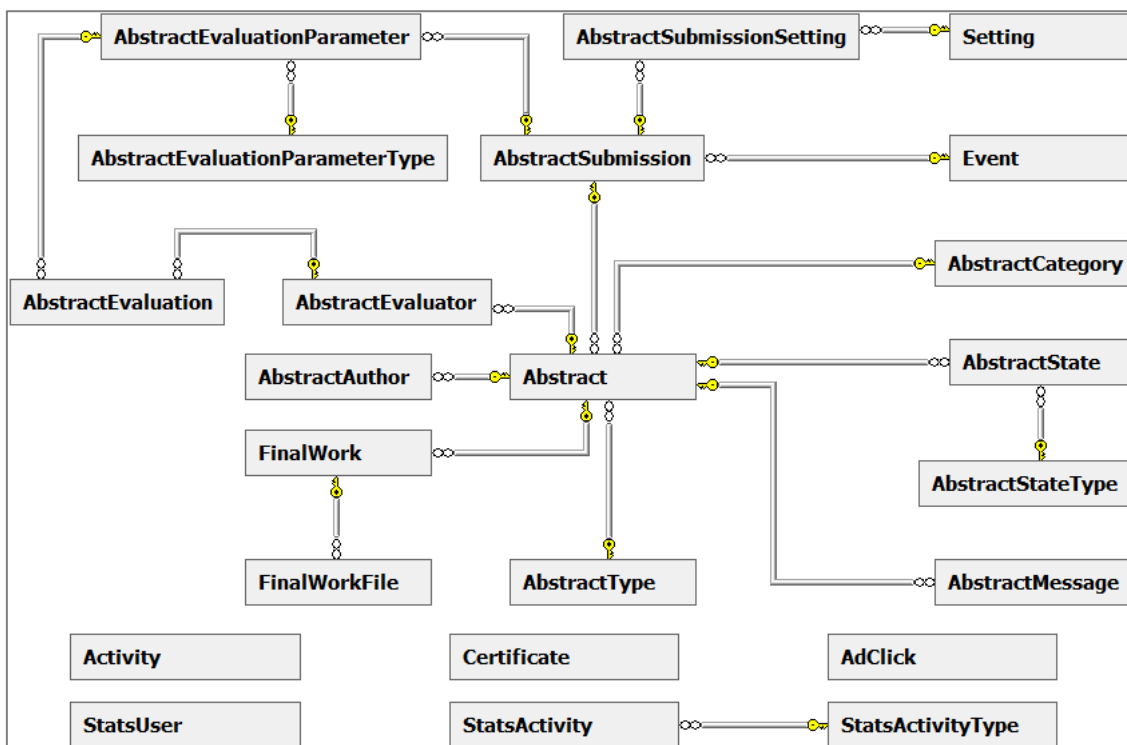 AbstractEvaluationParameter
AbstractSubmissionSetting
Setting
AbstractEvaluationParameterType
AbstractSubmission
Event
AbstractCategory
AbstractEvaluation
AbstractEvaluator
AbstractAuthor
Abstract
AbstractState
FinalWork
AbstractStateType
FinalWorkFile
AbstractType
AbstractMessage
Activity
Certificate
AdClick
StatsUser
StatsActivity
StatsActivityType